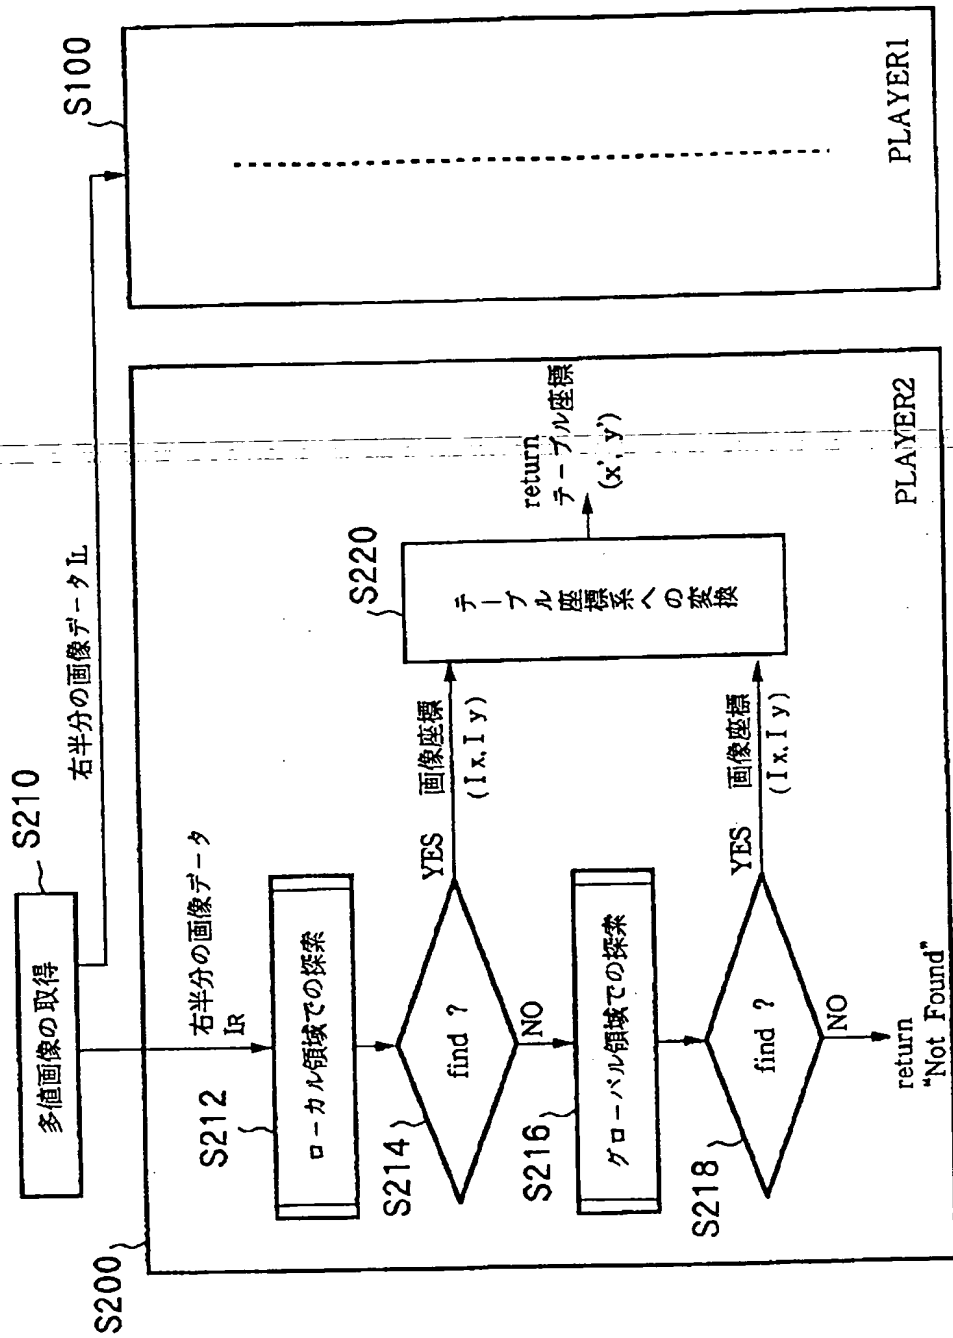 S210
多値画像の取得
右半分の画像データIL
S100
PLAYER1
S200
右半分の画像データ
IR
S212
ローカル領域での探索
S214
find ?
YES
画像座標
(Ix, Iy)
NO
S216
グローバル領域での探索
S218
find ?
YES
画像座標
(Ix, Iy)
NO
return
“Not Found”
S220
テーブル座標系への変換
return
テーブル座標
(x', y')
PLAYER2